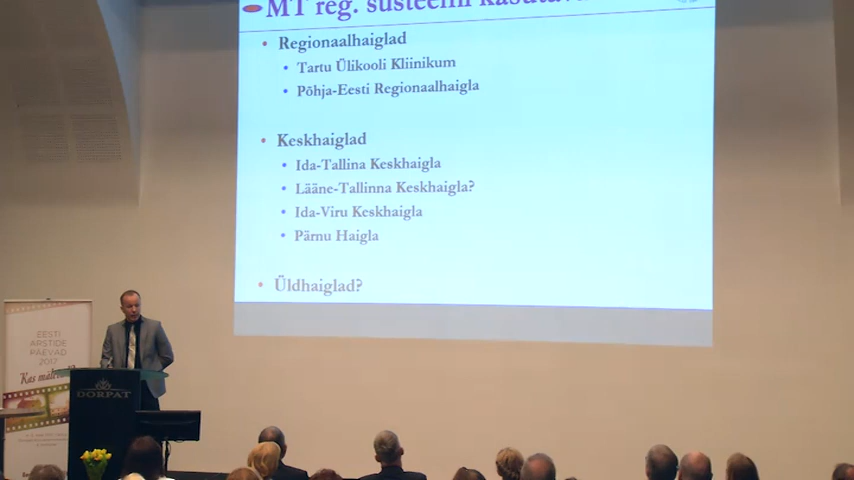 MT reg. süsteemi
Regionaalhaiglad
Tartu Ülikooli Kliinikum
Põhja-Eesti Regionaalhaigla
Keskhaiglad
Ida-Tallina Keskhaigla
Lääne-Tallinna Keskhaigla?
Ida-Viru Keskhaigla
Pärnu Haigla
Üldhaiglad?
EESTI
ARSTIDE
PÄEVAD
2017
Kas
DORPAT